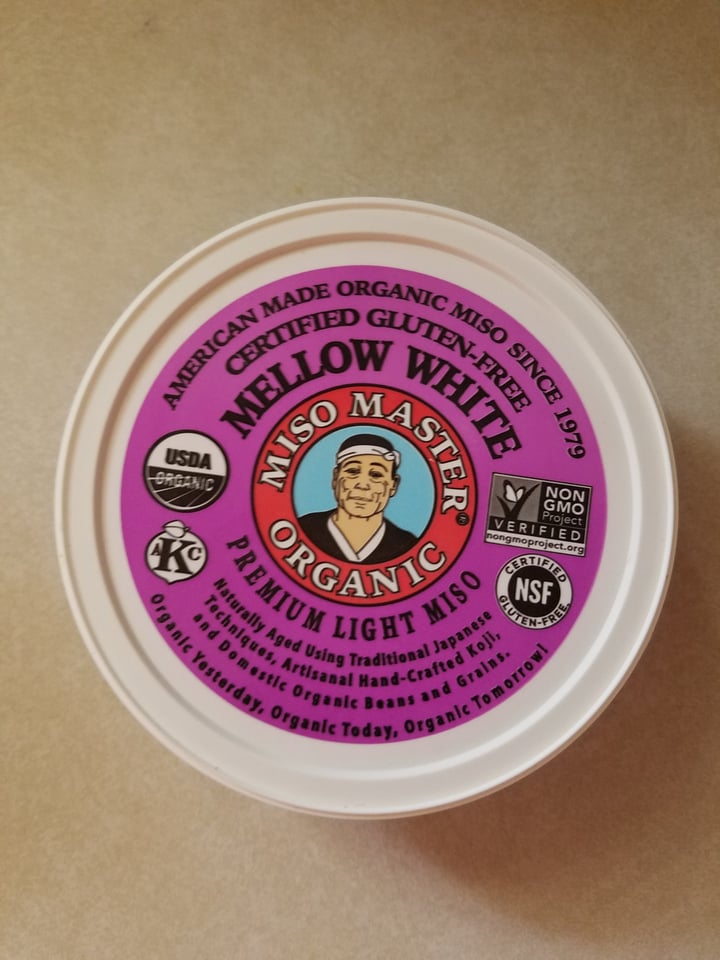 AMERICAN MADE ORGANIC MISO SINCE 1979
CERTIFIED GLUTEN-FREE
MELLOW WHITE
MISO MASTER®
ORGANIC
USDA
ORGANIC
AKC
NON
GMO
Project
VERIFIED
nongmoproject.org
CERTIFIED
NSF
GLUTEN-FREE
PREMIUM LIGHT MISO
Naturally Aged Using Traditional Japanese
Techniques, Artisanal Hand-Crafted Koji,
and Domestic Organic Beans and Grains.
Organic Yesterday, Organic Today, Organic Tomorrow!